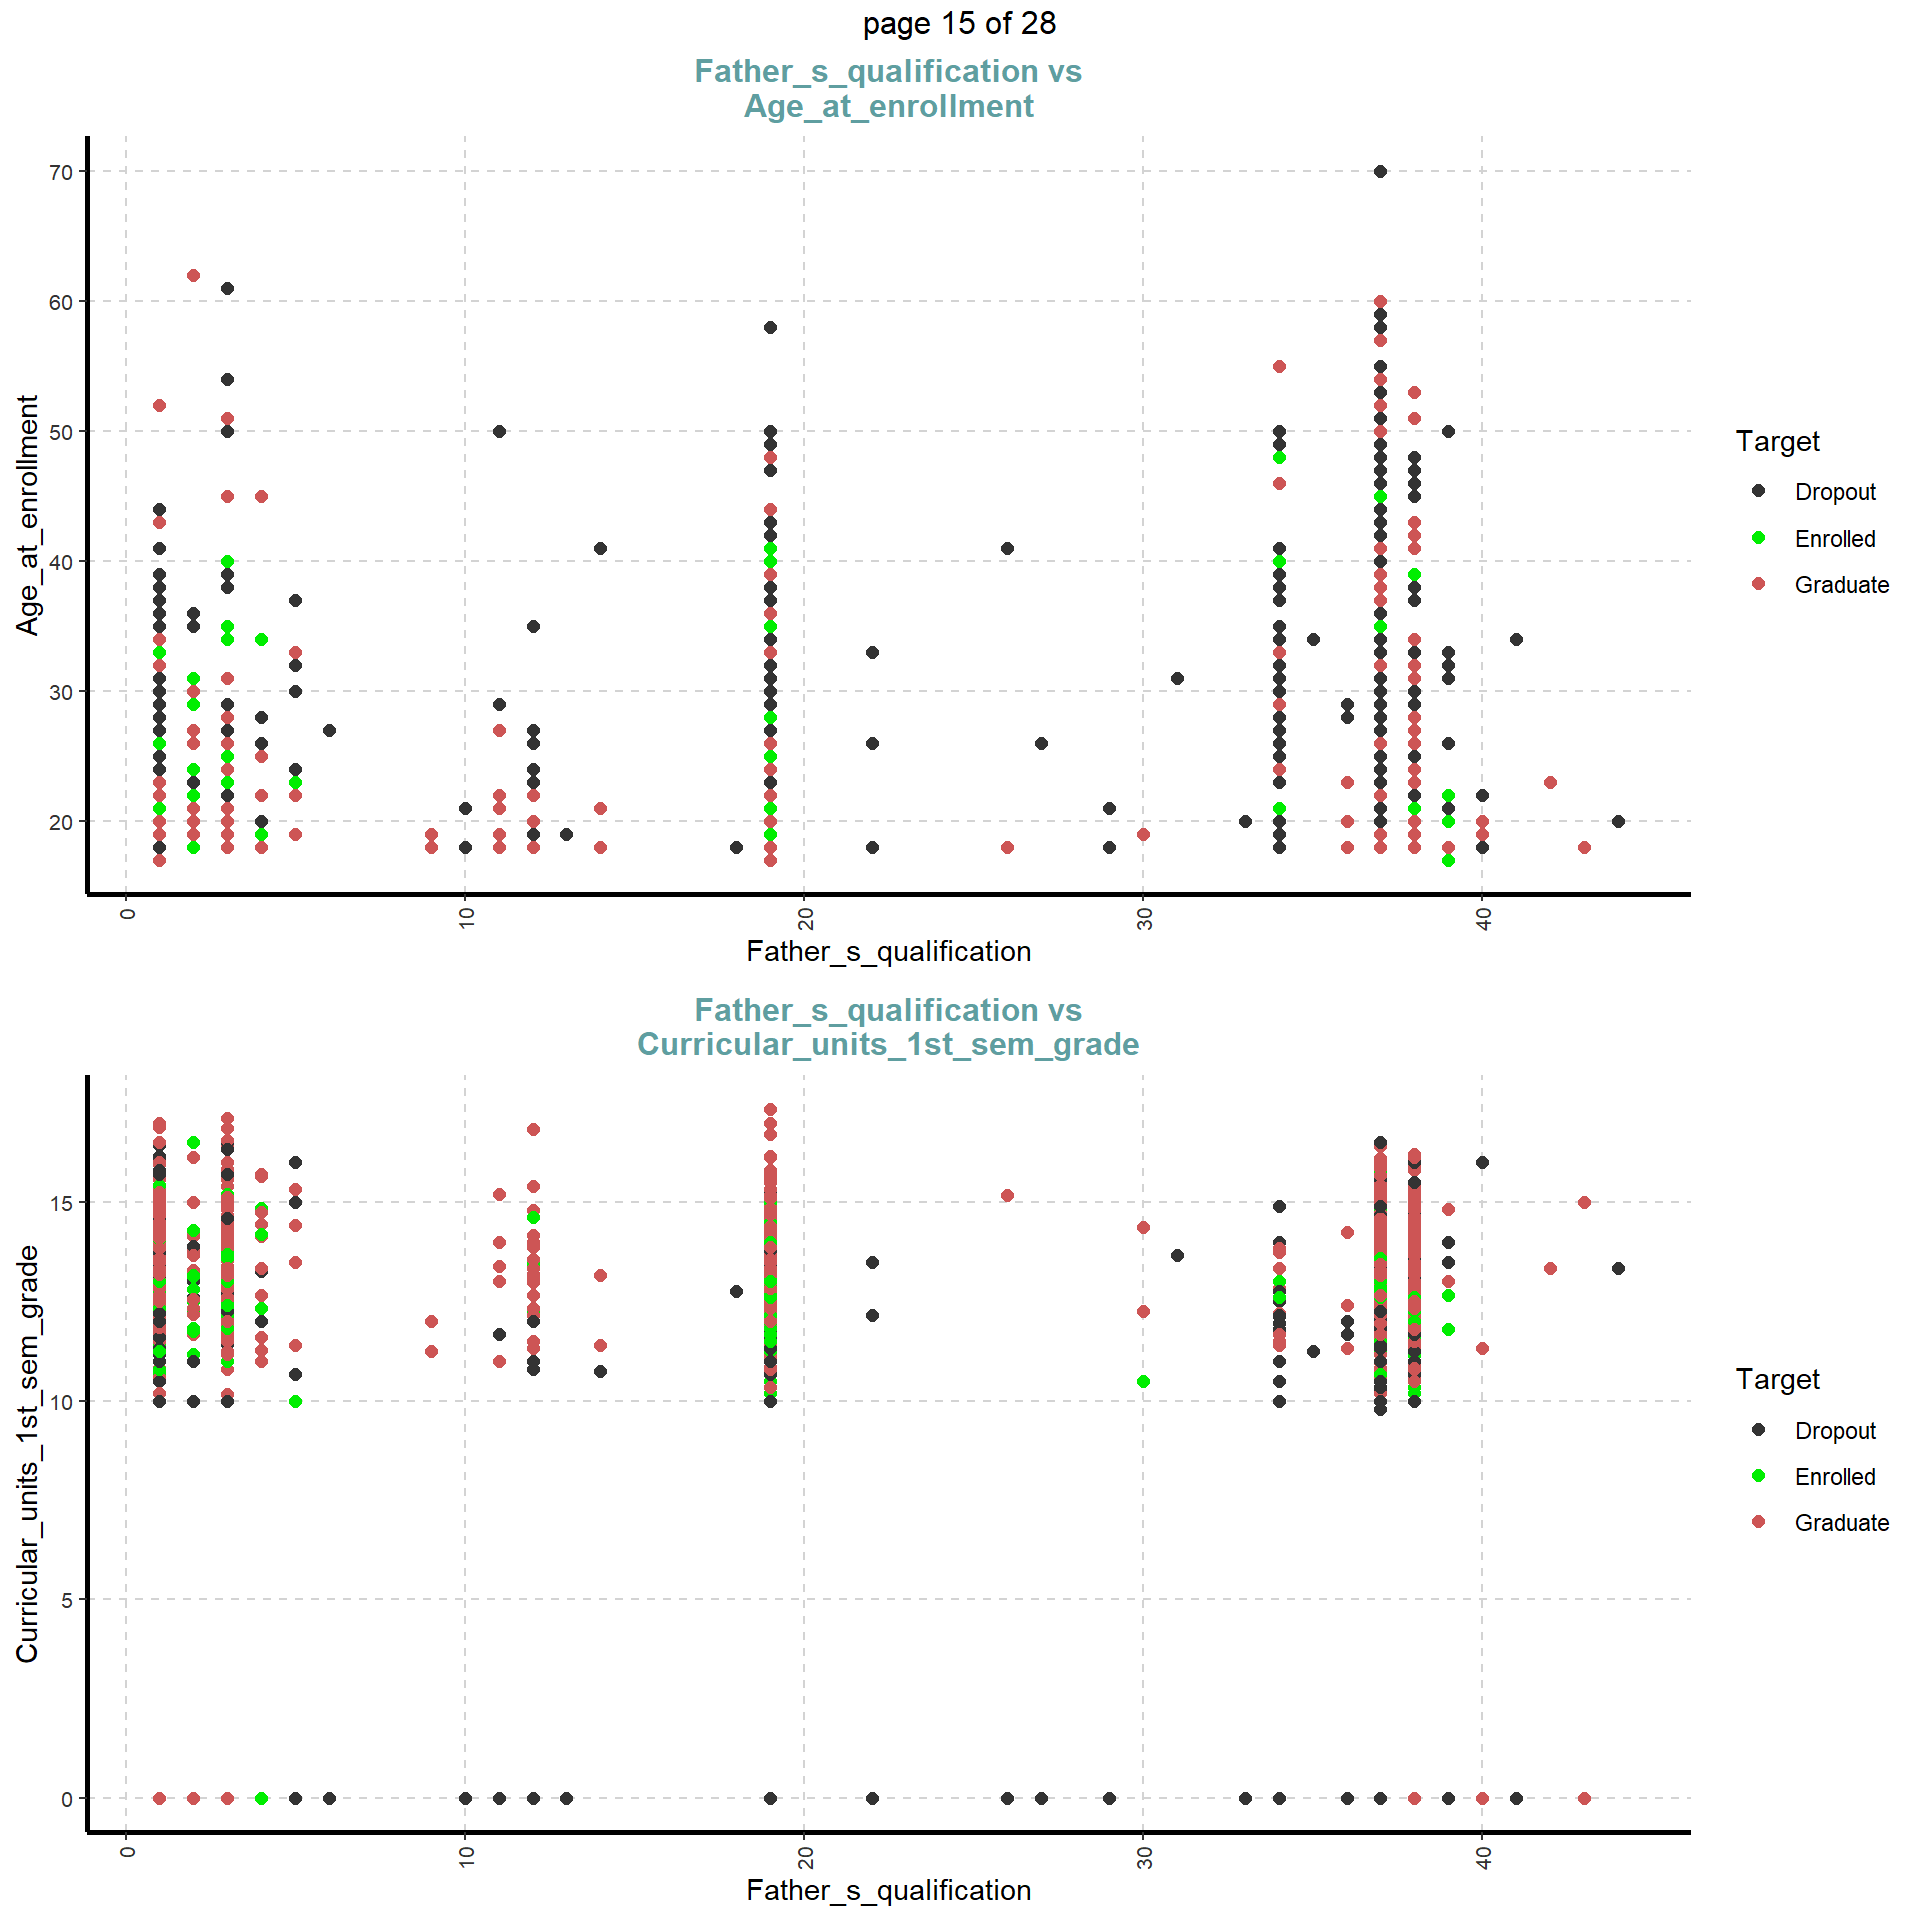 page 15 of 28
Father_s_qualification vs
Age_at_enrollment
70
60
50
40
30
20
Age_at_enrollment
0
10
20
30
40
Father_s_qualification
Target
Dropout
Enrolled
Graduate
Father_s_qualification vs
Curricular_units_1st_sem_grade
15
10
5
0
Curricular_units_1st_sem_grade
0
10
20
30
40
Father_s_qualification
Target
Dropout
Enrolled
Graduate